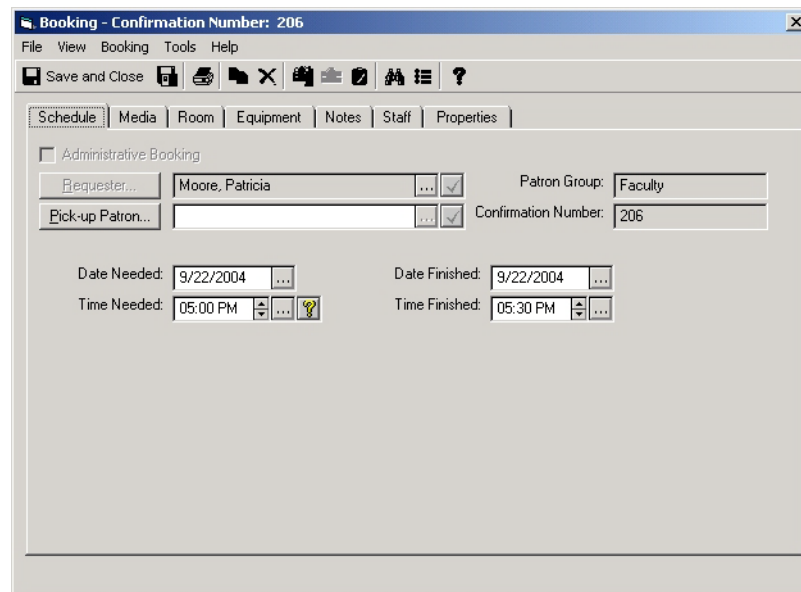 Booking - Confirmation Number: 206
File View Booking Tools Help
Save and Close
Schedule Media Room Equipment Notes Staff Properties
Administrative Booking
Requester... Moore, Patricia ... Patron Group: Faculty
Pick-up Patron... ... Confirmation Number: 206
Date Needed: 9/22/2004 ... Date Finished: 9/22/2004 ...
Time Needed: 05:00 PM ... ? Time Finished: 05:30 PM ...